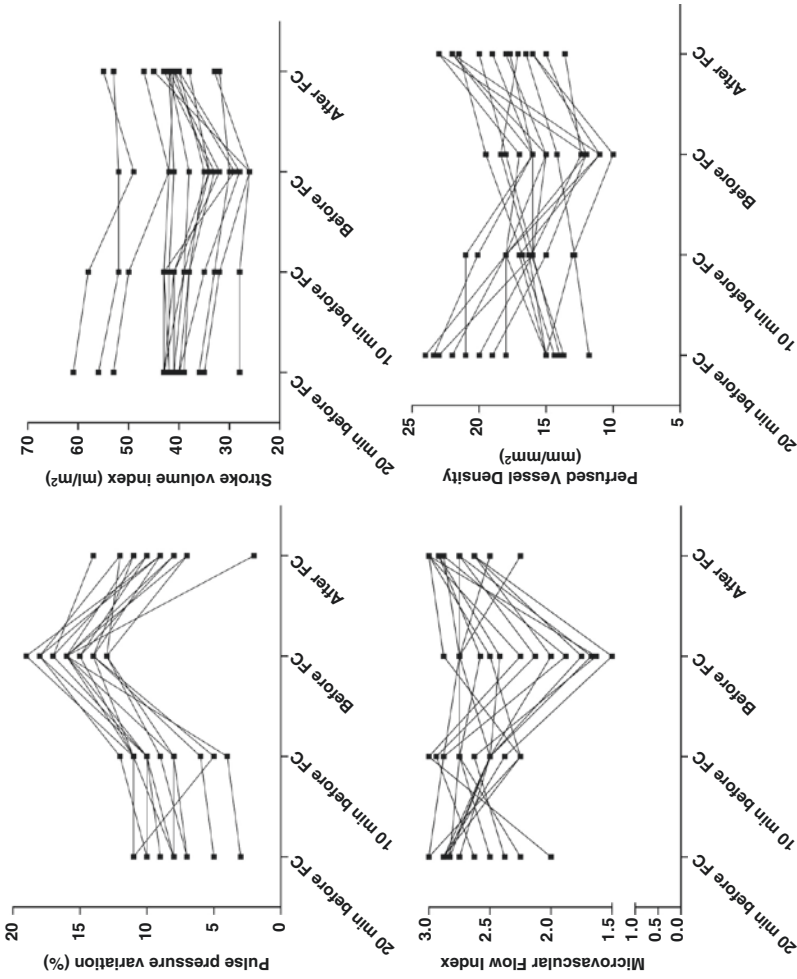 Pulse pressure variation (%)
20
15
10
5
0
20 min before FC
10 min before FC
Before FC
After FC
Stroke volume index (ml/m²)
70
60
50
40
30
20
20 min before FC
10 min before FC
Before FC
After FC
Microvascular Flow Index
3.0
2.5
2.0
1.5
1.0
0.0
20 min before FC
10 min before FC
Before FC
After FC
Perfused Vessel Density
(mm/mm²)
25
20
15
10
5
20 min before FC
10 min before FC
Before FC
After FC